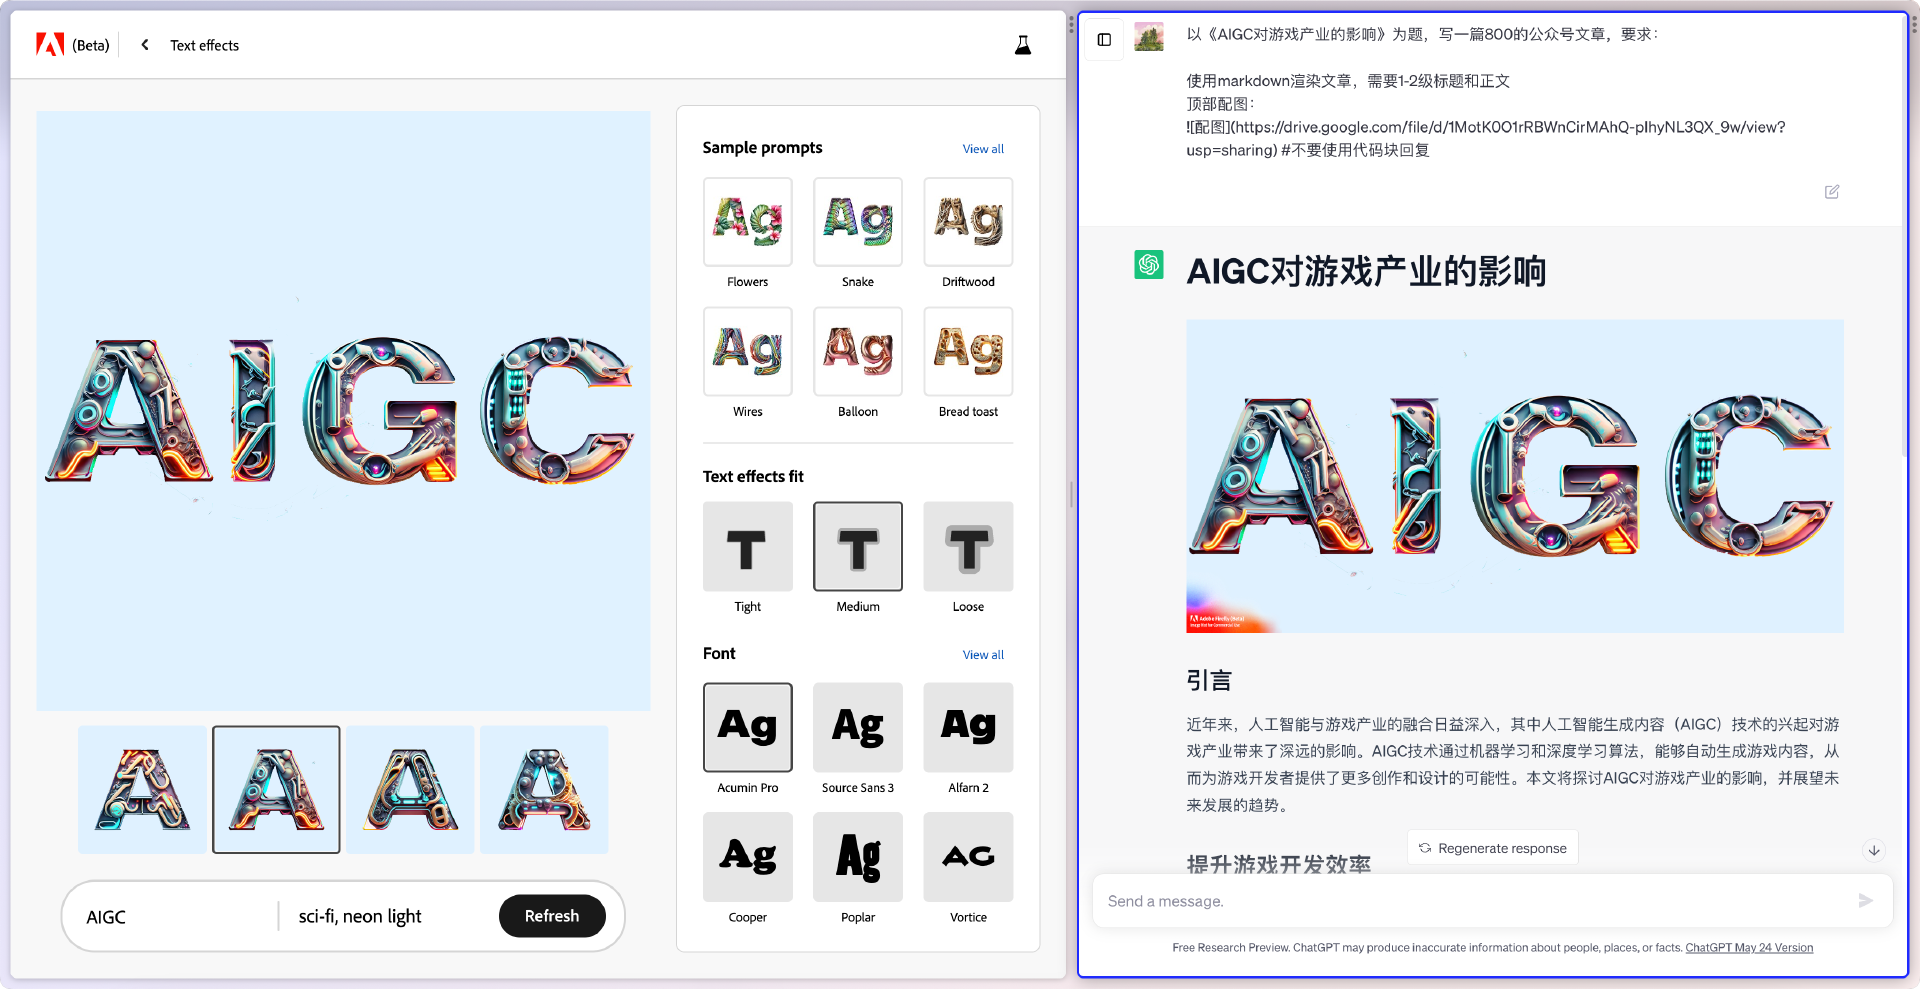 (Beta)
Text effects
AIGC
AIGC
sci-fi, neon light
Refresh
Sample prompts
View all
Ag
Ag
Ag
Flowers
Snake
Driftwood
Ag
Ag
Ag
Wires
Balloon
Bread toast
Text effects fit
T
T
T
Tight
Medium
Loose
Font
View all
Ag
Ag
Ag
Acumin Pro
Source Sans 3
Alfarn 2
Ag
Ag
AG
Cooper
Poplar
Vortice
A
A
A
A
以《AIGC对游戏产业的影响》为题，写一篇800的公众号文章，要求：
使用markdown渲染文章，需要1-2级标题和正文
顶部配图：
![配图](https://drive.google.com/file/d/1MotK0O1rRBWnCirMAhQ-pIhyNL3QX_9w/view?
usp=sharing) #不要使用代码块回复
AIGC对游戏产业的影响
AIGC
Adobe Firefly (Beta)
Image Not for Commercial Use
引言
近年来，人工智能与游戏产业的融合日益深入，其中人工智能生成内容（AIGC）技术的兴起对游
戏产业带来了深远的影响。AIGC技术通过机器学习和深度学习算法，能够自动生成游戏内容，从
而为游戏开发者提供了更多创作和设计的可能性。本文将探讨AIGC对游戏产业的影响，并展望未
来发展的趋势。
提升游戏开发效率
Regenerate response
Send a message.
Free Research Preview. ChatGPT may produce inaccurate information about people, places, or facts. ChatGPT May 24 Version